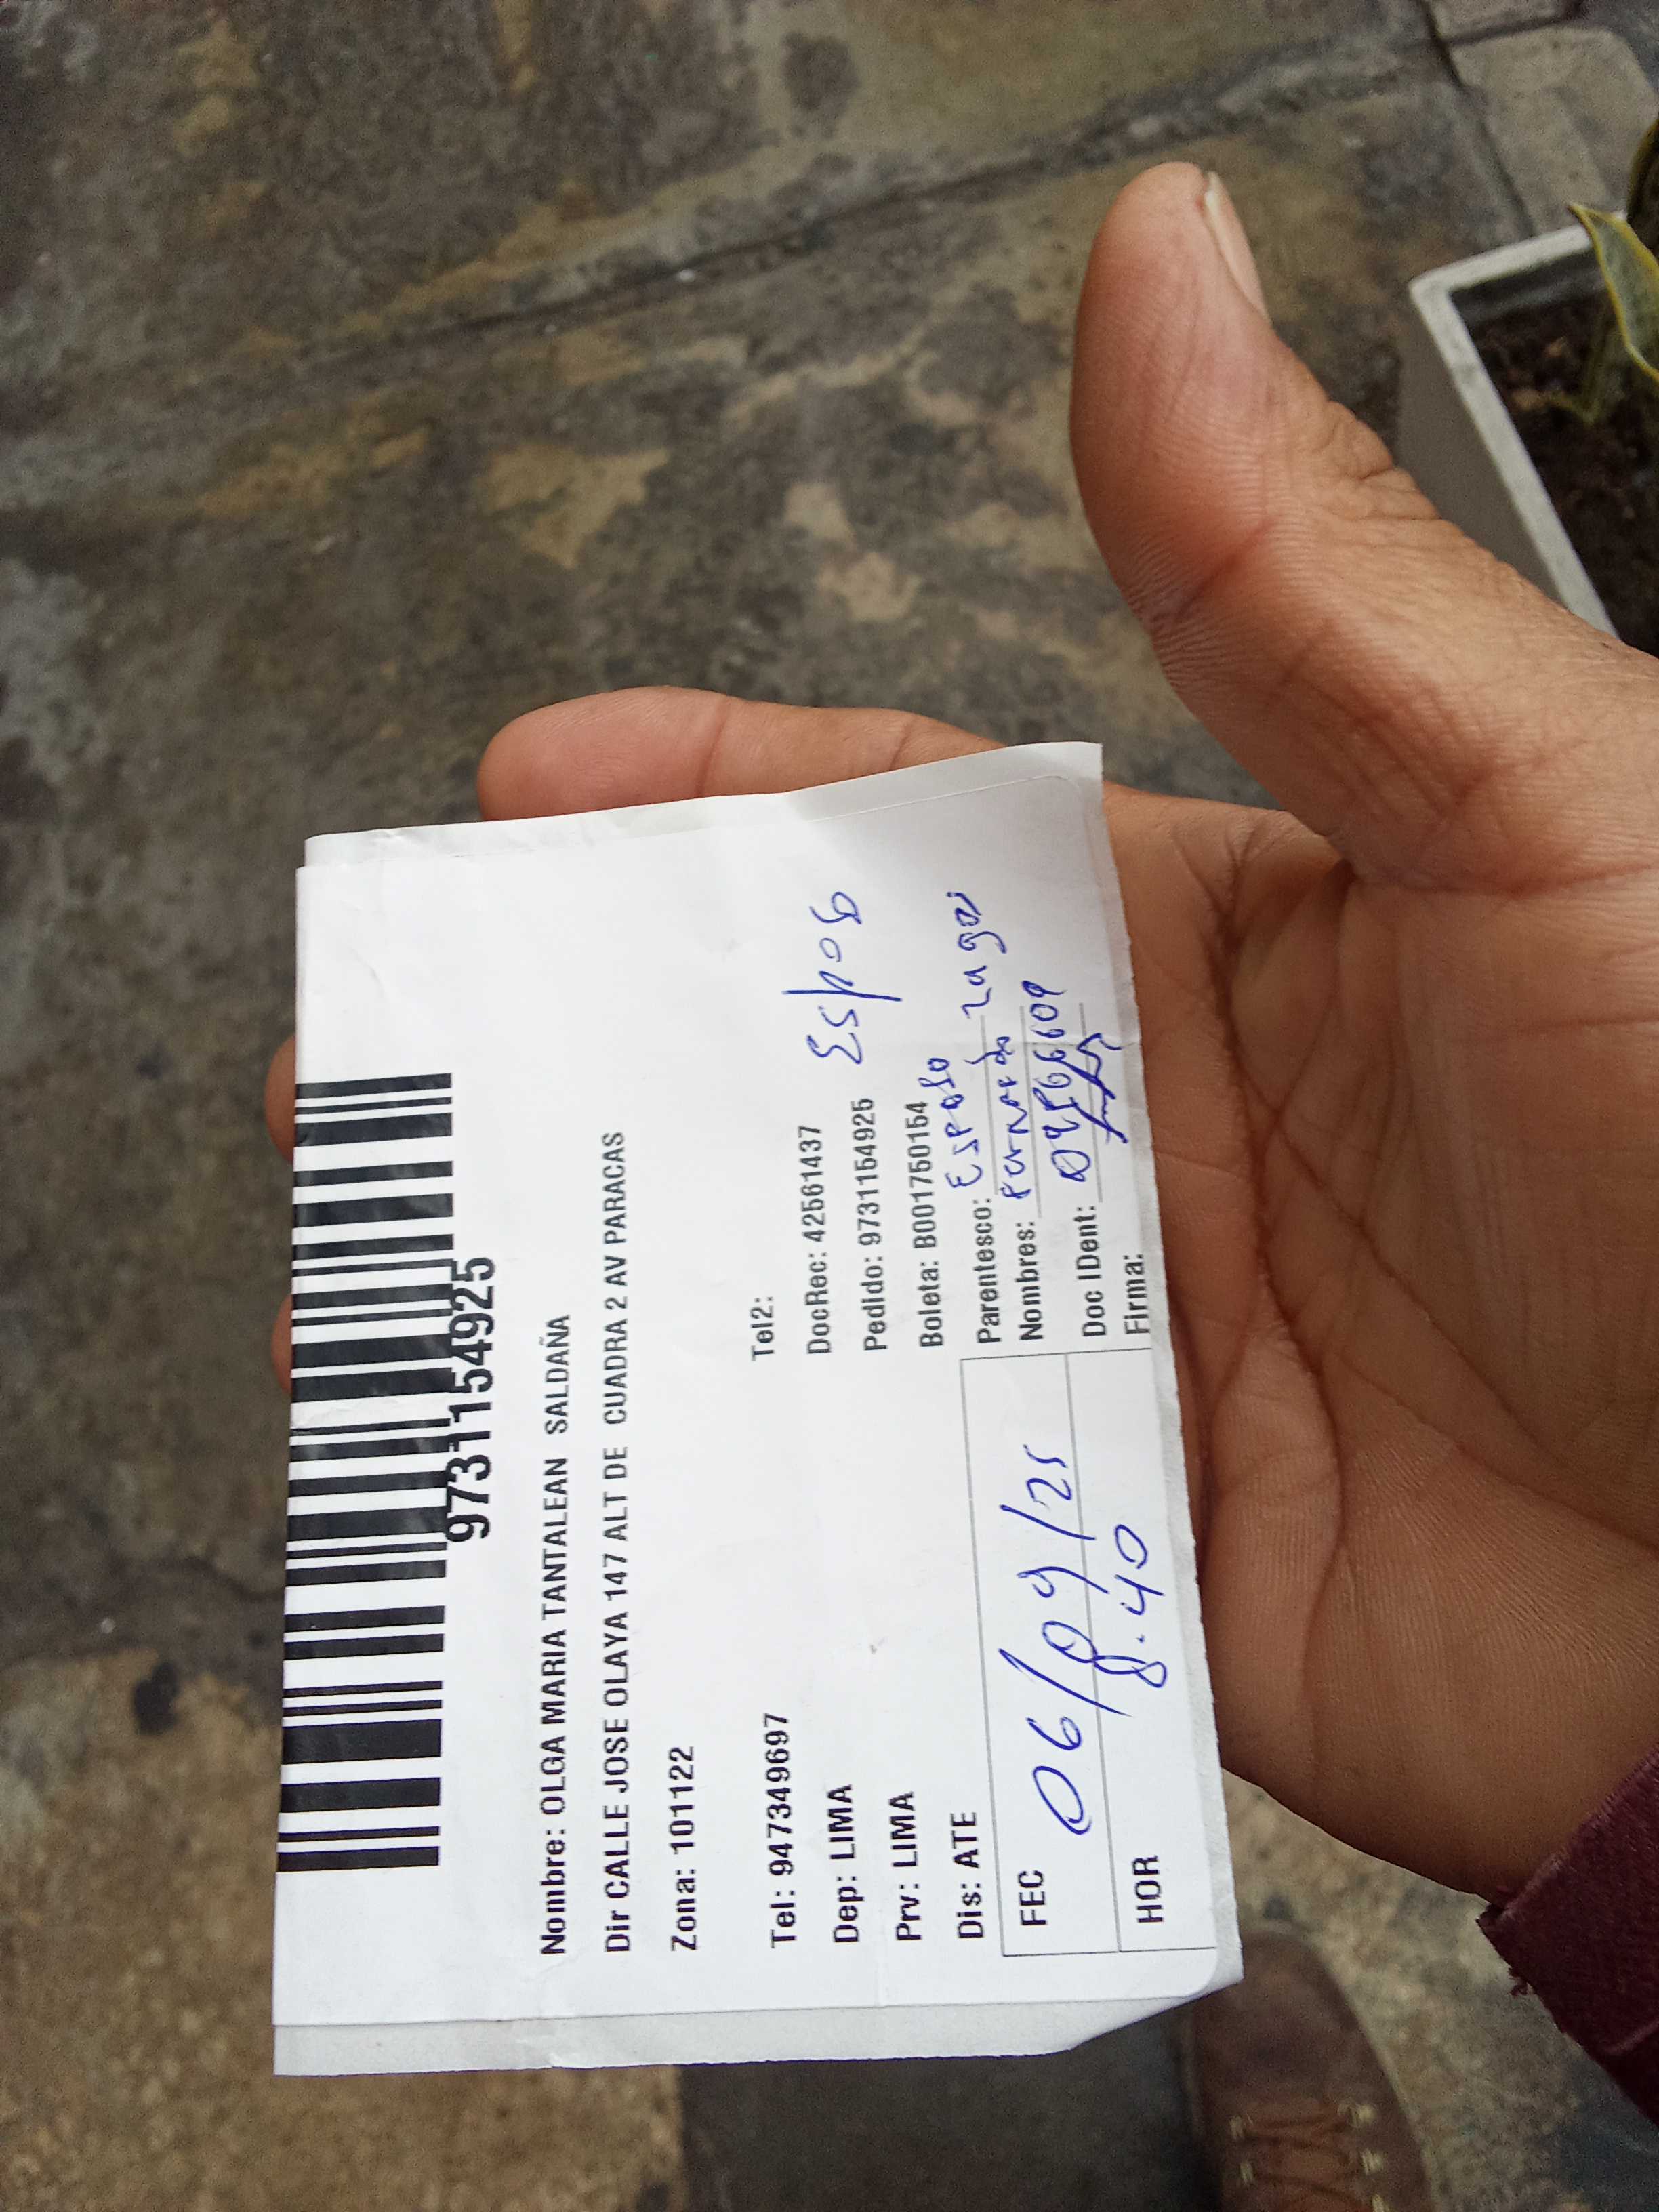 9731154925
Nombre: OLGA MARIA TANTALEAN SALDAÑA
Dir CALLE JOSE OLAYA 147 ALT DE CUADRA 2 AV PARACAS
Zona: 101122
Tel: 947349697
Tel2:
Dep: LIMA
DocRec: 42561437
Prv: LIMA
Pedido: 9731154925
Espos
Dis: ATE
Boleta: B001750154
Parentesco: Esposo
FEC 06/09/25
Nombres: Fernando
Doc IDent:
HOR 8.40
Firma: